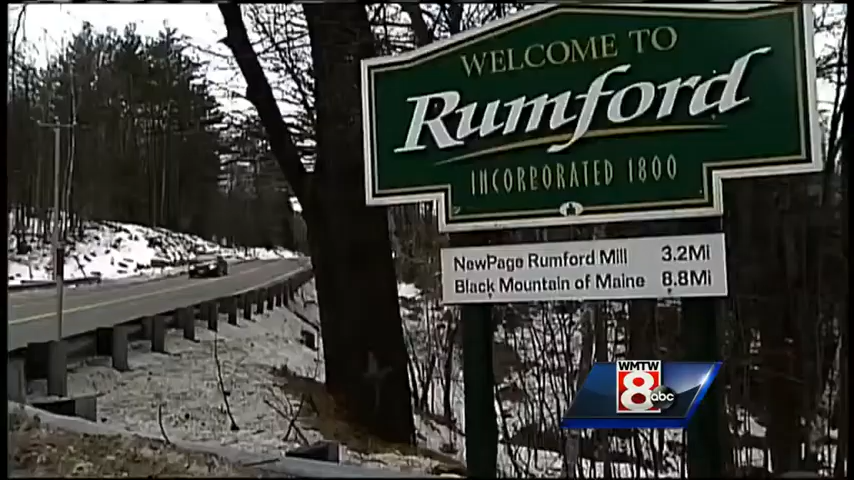 WELCOME TO
Rumford
INCORPORATED 1800
NewPage Rumford Mill 3.2Mi
Black Mountain of Maine 8.8Mi
WMTW
8 abc